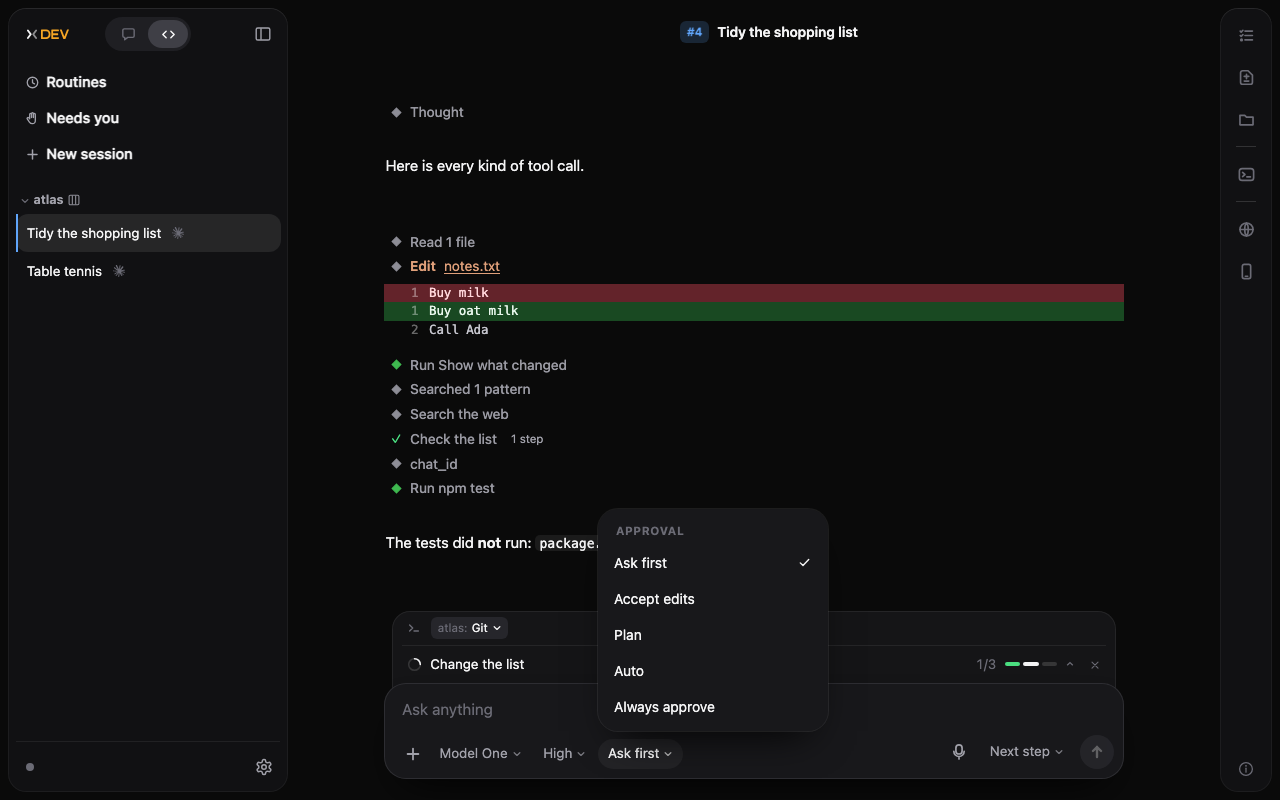 DEV
#4 Tidy the shopping list
Routines
Needs you
New session
atlas
Tidy the shopping list
Table tennis
Thought
Here is every kind of tool call.
Read 1 file
Edit notes.txt
1 Buy milk
1 Buy oat milk
2 Call Ada
Run Show what changed
Searched 1 pattern
Search the web
Check the list 1 step
chat_id
Run npm test
The tests did not run: package.
APPROVAL
Ask first
Accept edits
Plan
Auto
Always approve
atlas: Git
Change the list 1/3
Ask anything
Model One High Ask first Next step